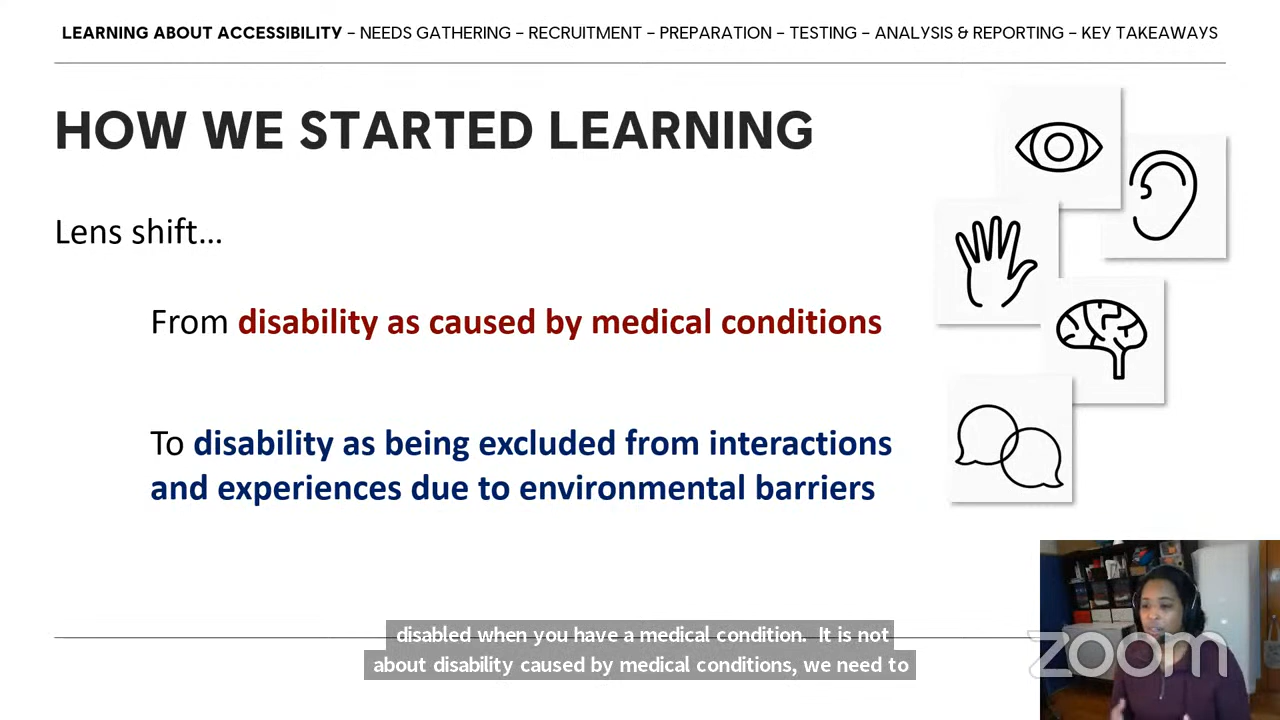 LEARNING ABOUT ACCESSIBILITY – NEEDS GATHERING – RECRUITMENT – PREPARATION – TESTING – ANALYSIS & REPORTING – KEY TAKEAWAYS
HOW WE STARTED LEARNING
Lens shift...
From disability as caused by medical conditions
To disability as being excluded from interactions
and experiences due to environmental barriers
disabled when you have a medical condition.  It is not
about disability caused by medical conditions, we need to
zoom